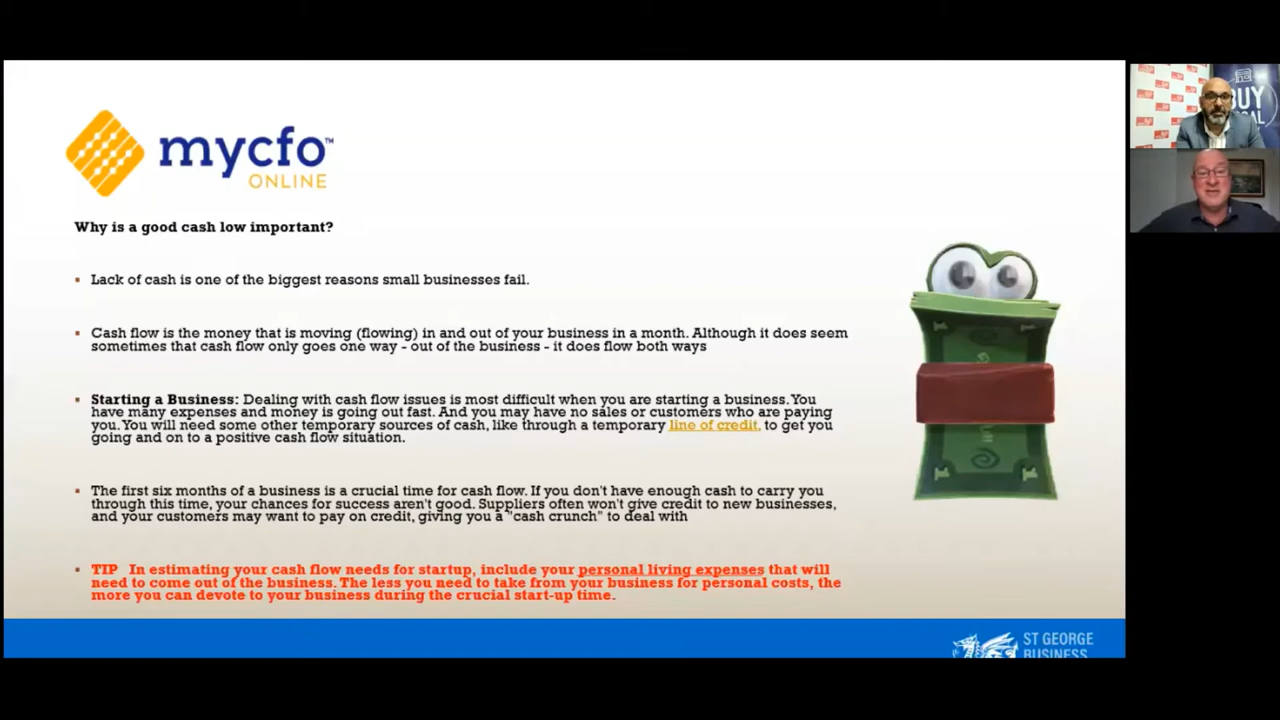 mycfo™
ONLINE
Why is a good cash low important?
▪ Lack of cash is one of the biggest reasons small businesses fail.
▪ Cash flow is the money that is moving (flowing) in and out of your business in a month. Although it does seem
sometimes that cash flow only goes one way - out of the business - it does flow both ways
▪ Starting a Business: Dealing with cash flow issues is most difficult when you are starting a business. You
have many expenses and money is going out fast. And you may have no sales or customers who are paying
you. You will need some other temporary sources of cash, like through a temporary line of credit, to get you
going and on to a positive cash flow situation.
▪ The first six months of a business is a crucial time for cash flow. If you don't have enough cash to carry you
through this time, your chances for success aren't good. Suppliers often won't give credit to new businesses,
and your customers may want to pay on credit, giving you a "cash crunch" to deal with
▪ TIP In estimating your cash flow needs for startup, include your personal living expenses that will
need to come out of the business. The less you need to take from your business for personal costs, the
more you can devote to your business during the crucial start-up time.
ST GEORGE
BUSINESS
BUY